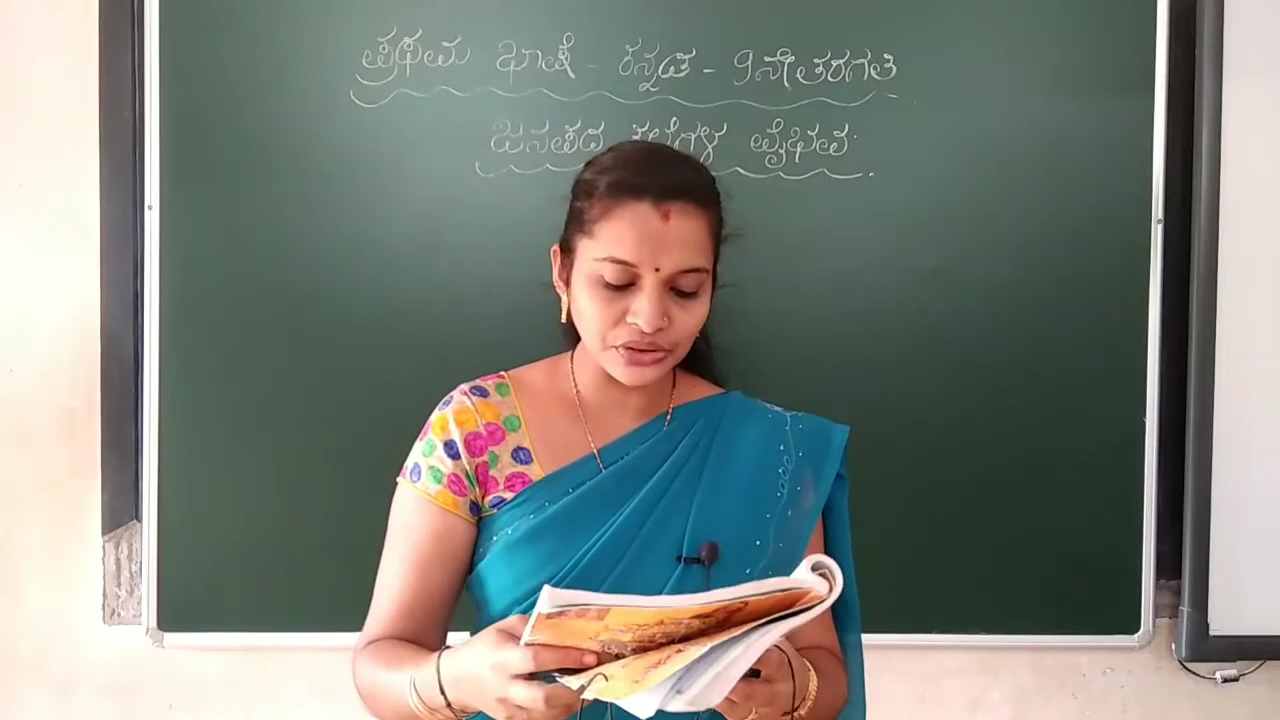 ಪ್ರಥಮ ಭಾಷೆ - ಕನ್ನಡ - 9ನೇ ತರಗತಿ
ಜನಪದ ಕಲೆಗಳ ವೈಭವ.